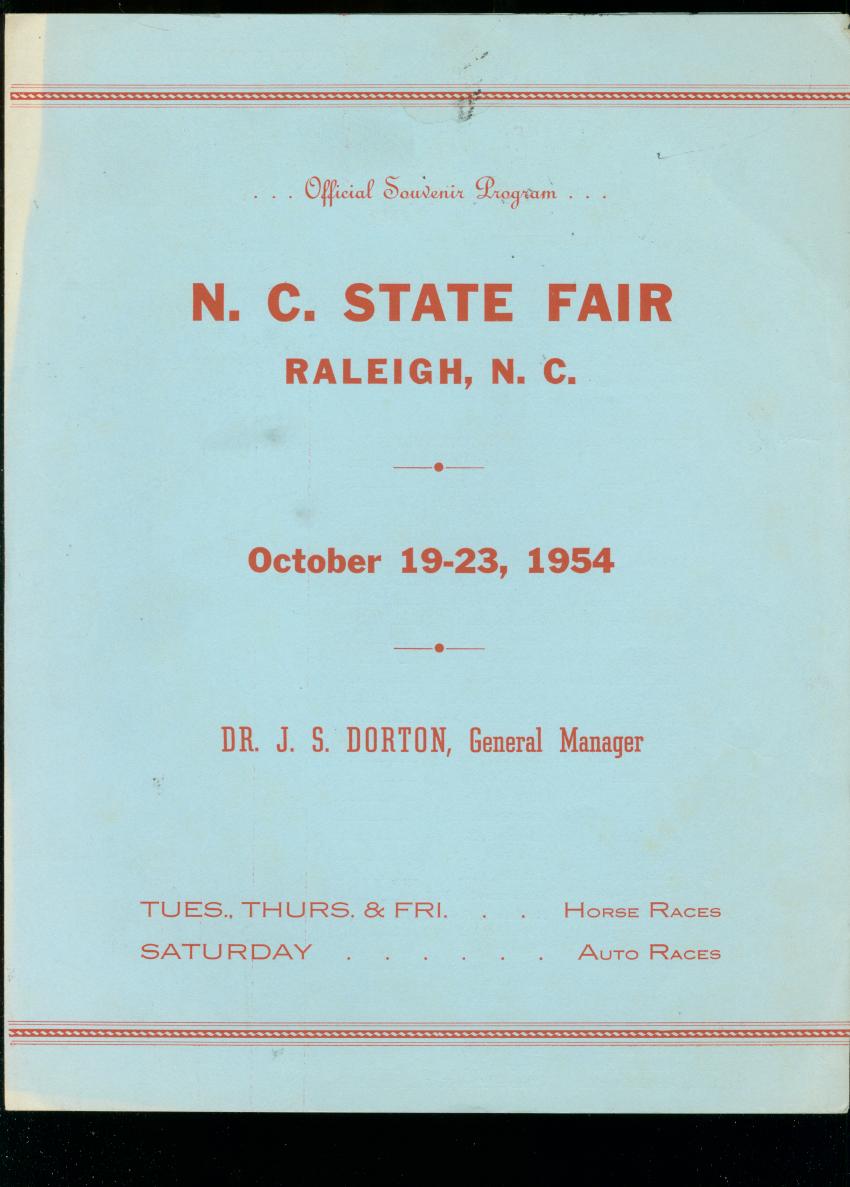 . . . Official Souvenir Program . . .
N. C. STATE FAIR
RALEIGH, N. C.
October 19-23, 1954
DR. J. S. DORTON, General Manager
TUES., THURS. & FRI. . . HORSE RACES
SATURDAY . . . . . . AUTO RACES